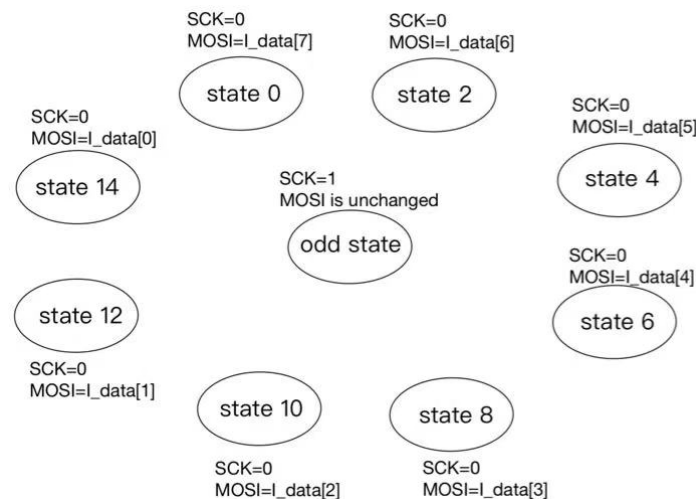 SCK=0
MOSI=I_data[7]
state 0
SCK=0
MOSI=I_data[6]
state 2
SCK=0
MOSI=I_data[5]
state 4
SCK=0
MOSI=I_data[0]
state 14
SCK=1
MOSI is unchanged
odd state
SCK=0
MOSI=I_data[4]
state 6
state 12
SCK=0
MOSI=I_data[1]
state 10
SCK=0
MOSI=I_data[2]
state 8
SCK=0
MOSI=I_data[3]